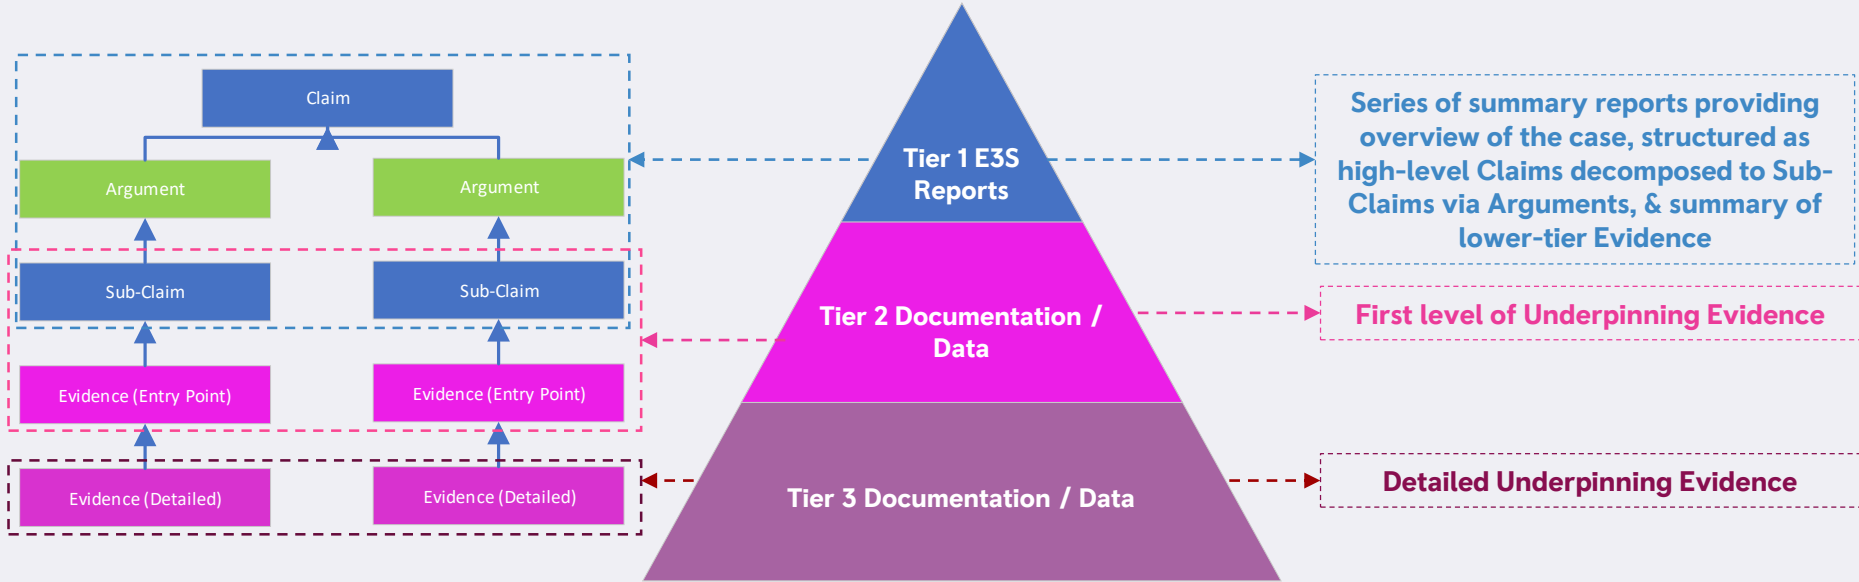 Claim
Argument
Argument
Sub-Claim
Sub-Claim
Evidence (Entry Point)
Evidence (Entry Point)
Evidence (Detailed)
Evidence (Detailed)
Tier 1 E3S
Reports
Tier 2 Documentation /
Data
Tier 3 Documentation / Data
Series of summary reports providing
overview of the case, structured as
high-level Claims decomposed to Sub-
Claims via Arguments, & summary of
lower-tier Evidence
First level of Underpinning Evidence
Detailed Underpinning Evidence